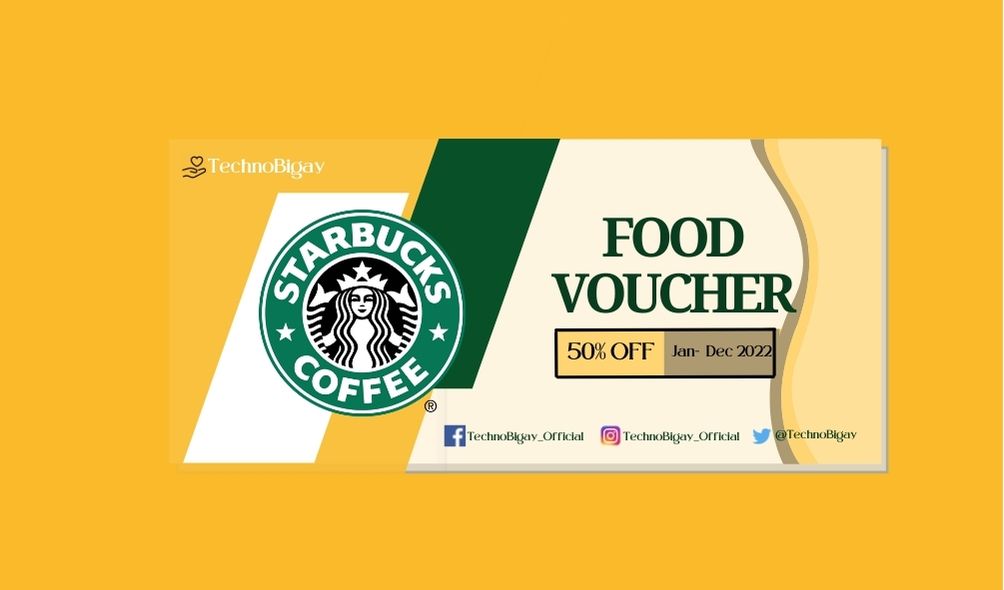 TechnoBigay
STARBUCKS
COFFEE
®
FOOD
VOUCHER
50% OFF
Jan- Dec 2022
TechnoBigay_Official
TechnoBigay_Official
@TechnoBigay